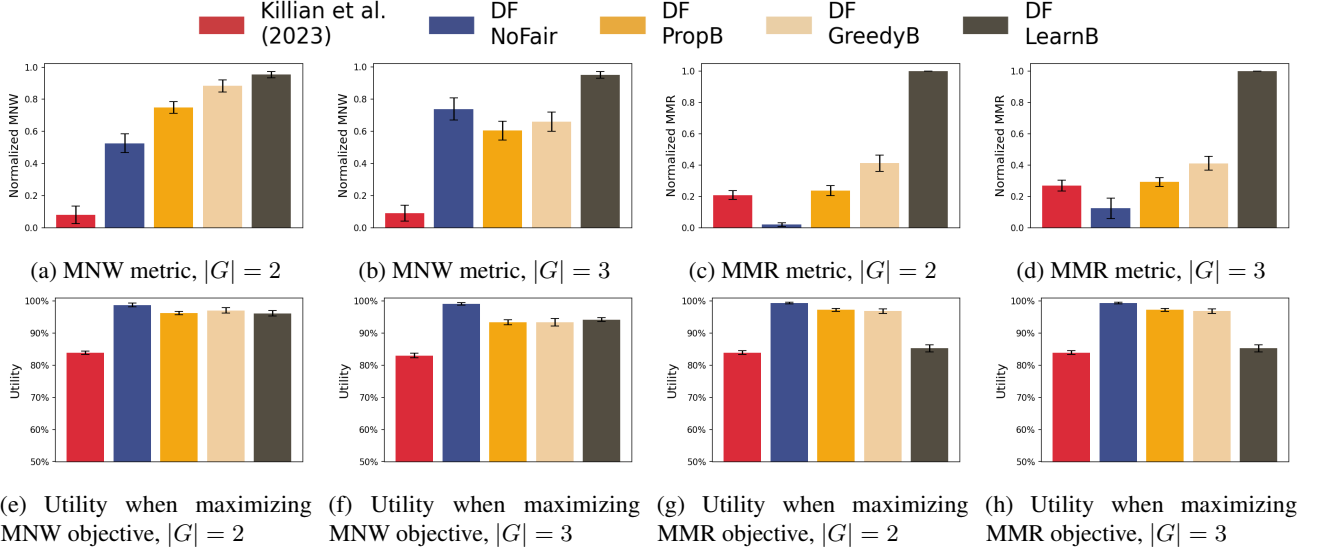 Killian et al.
(2023)
DF
NoFair
DF
PropB
DF
GreedyB
DF
LearnB
Normalized MNW
1.0
0.8
0.6
0.4
0.2
0.0
Normalized MNW
1.0
0.8
0.6
0.4
0.2
0.0
Normalized MMR
1.0
0.8
0.6
0.4
0.2
0.0
Normalized MMR
1.0
0.8
0.6
0.4
0.2
0.0
(a) MNW metric, |G| = 2
(b) MNW metric, |G| = 3
(c) MMR metric, |G| = 2
(d) MMR metric, |G| = 3
Utility
100%
90%
80%
70%
60%
50%
Utility
100%
90%
80%
70%
60%
50%
Utility
100%
90%
80%
70%
60%
50%
Utility
100%
90%
80%
70%
60%
50%
(e) Utility when maximizing
MNW objective, |G| = 2
(f) Utility when maximizing
MNW objective, |G| = 3
(g) Utility when maximizing
MMR objective, |G| = 2
(h) Utility when maximizing
MMR objective, |G| = 3